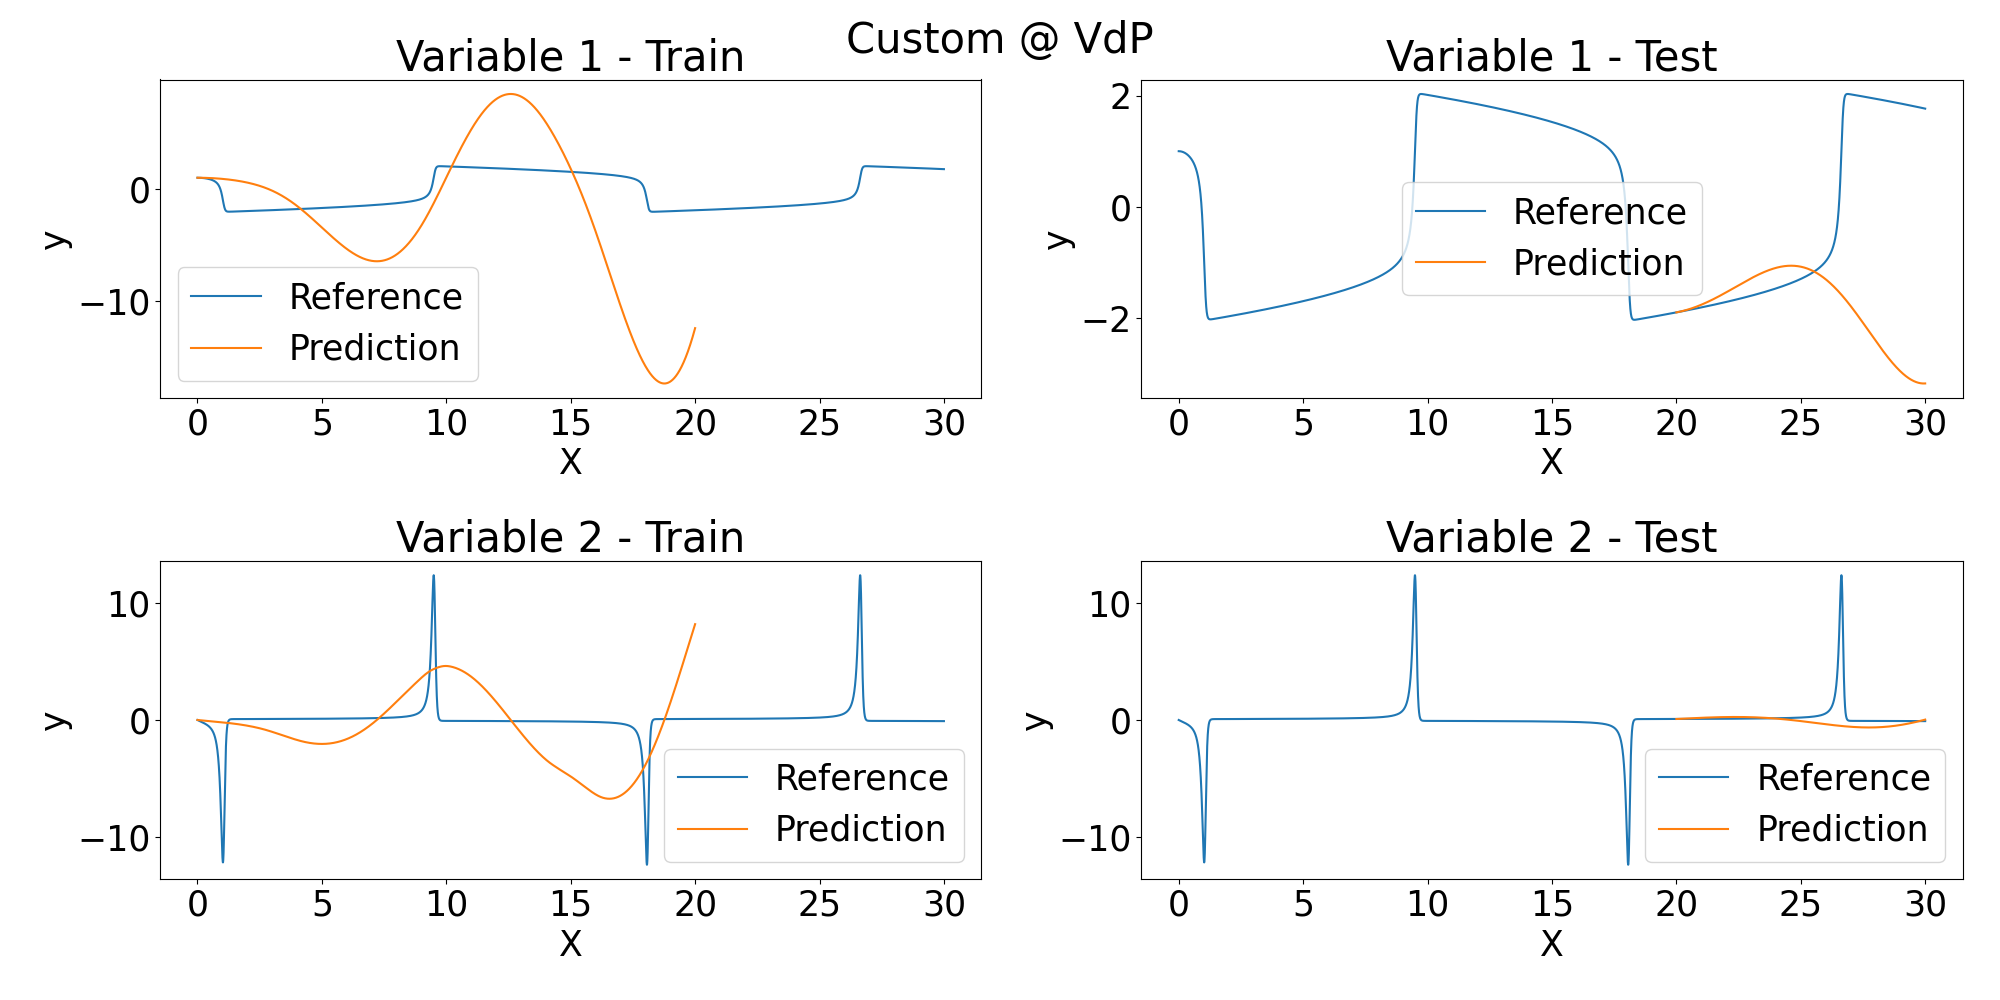 Custom @ VdP
Variable 1 - Train
0
−10
y
Reference
Prediction
0 5 10 15 20 25 30
X
Variable 1 - Test
2
0
−2
y
Reference
Prediction
0 5 10 15 20 25 30
X
Variable 2 - Train
10
0
−10
y
Reference
Prediction
0 5 10 15 20 25 30
X
Variable 2 - Test
10
0
−10
y
Reference
Prediction
0 5 10 15 20 25 30
X